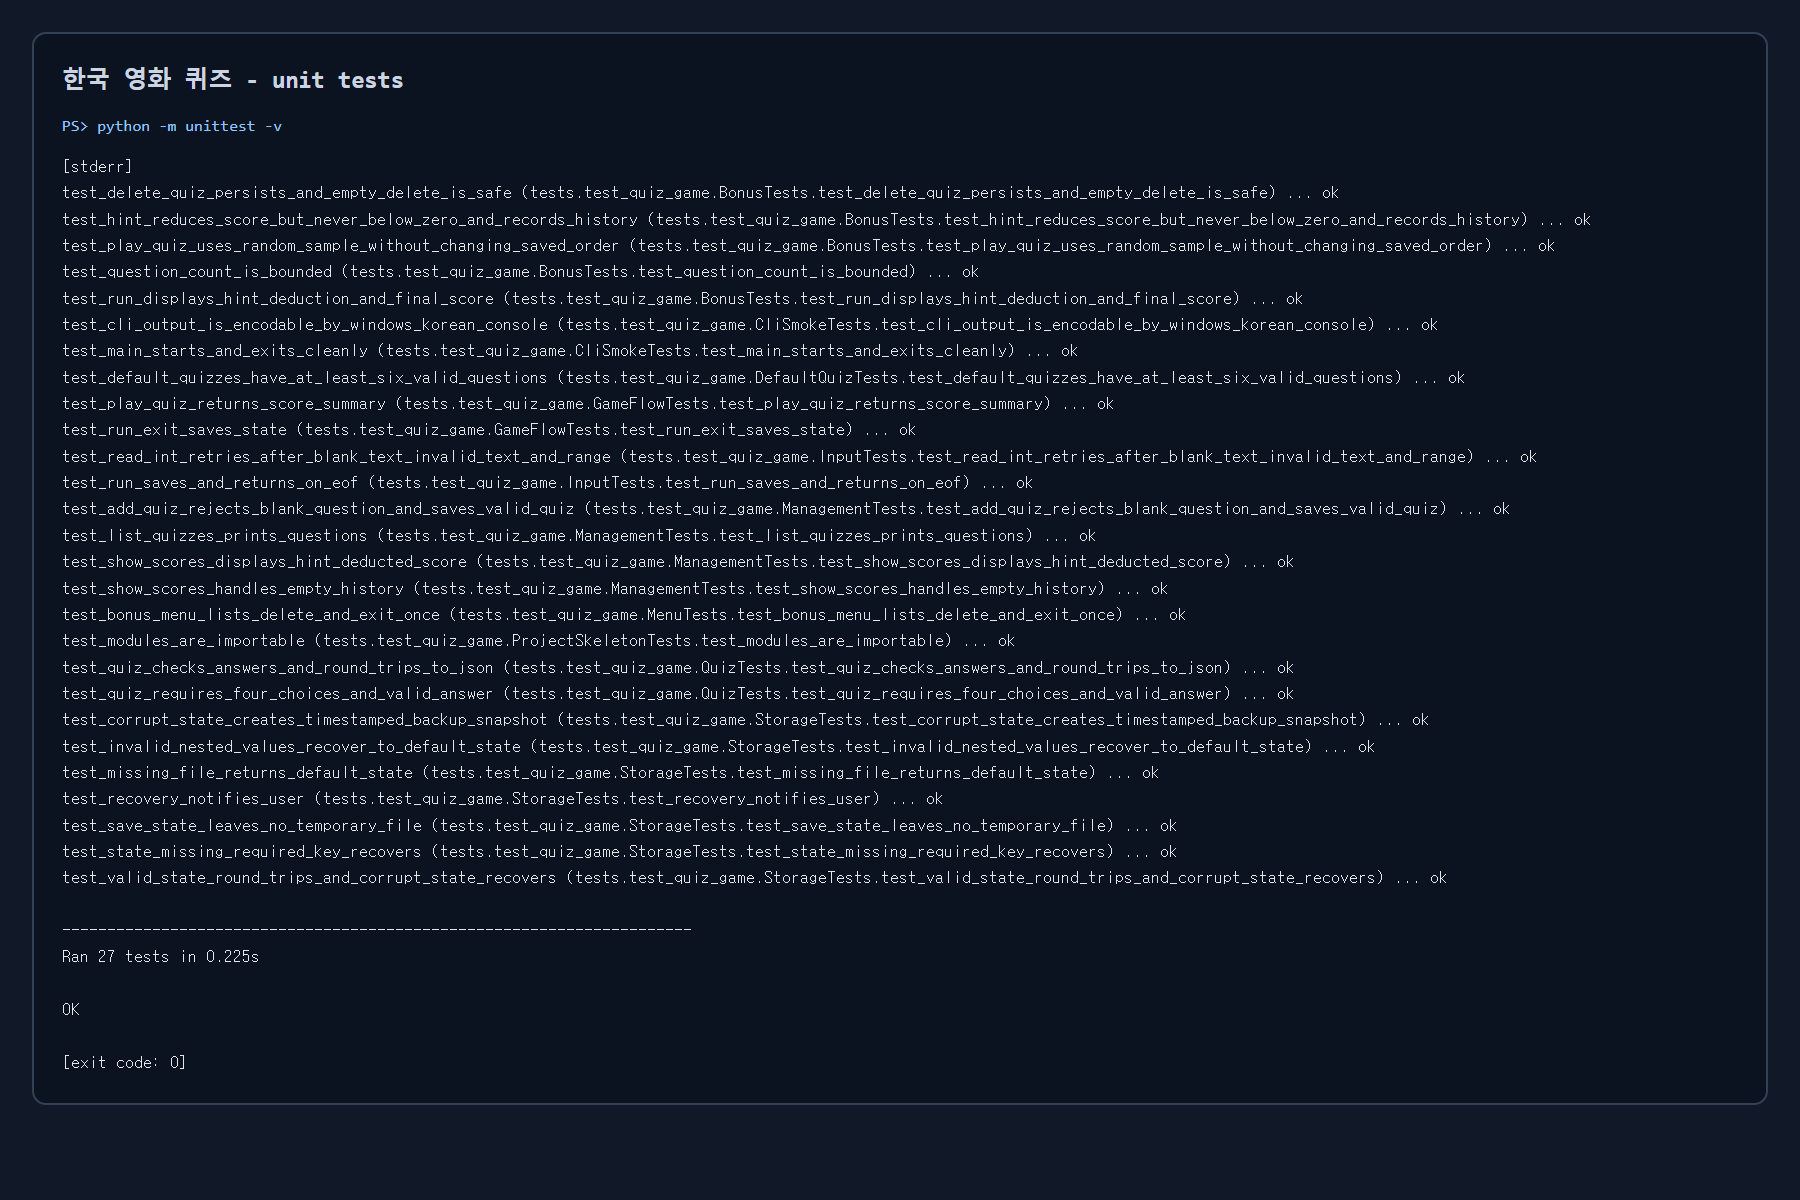 한국 영화 퀴즈 - unit tests
PS> python -m unittest -v
[stderr]
test_delete_quiz_persists_and_empty_delete_is_safe (tests.test_quiz_game.BonusTests.test_delete_quiz_persists_and_empty_delete_is_safe) ... ok
test_hint_reduces_score_but_never_below_zero_and_records_history (tests.test_quiz_game.BonusTests.test_hint_reduces_score_but_never_below_zero_and_records_history) ... ok
test_play_quiz_uses_random_sample_without_changing_saved_order (tests.test_quiz_game.BonusTests.test_play_quiz_uses_random_sample_without_changing_saved_order) ... ok
test_question_count_is_bounded (tests.test_quiz_game.BonusTests.test_question_count_is_bounded) ... ok
test_run_displays_hint_deduction_and_final_score (tests.test_quiz_game.BonusTests.test_run_displays_hint_deduction_and_final_score) ... ok
test_cli_output_is_encodable_by_windows_korean_console (tests.test_quiz_game.CliSmokeTests.test_cli_output_is_encodable_by_windows_korean_console) ... ok
test_main_starts_and_exits_cleanly (tests.test_quiz_game.CliSmokeTests.test_main_starts_and_exits_cleanly) ... ok
test_default_quizzes_have_at_least_six_valid_questions (tests.test_quiz_game.DefaultQuizTests.test_default_quizzes_have_at_least_six_valid_questions) ... ok
test_play_quiz_returns_score_summary (tests.test_quiz_game.GameFlowTests.test_play_quiz_returns_score_summary) ... ok
test_run_exit_saves_state (tests.test_quiz_game.GameFlowTests.test_run_exit_saves_state) ... ok
test_read_int_retries_after_blank_text_invalid_text_and_range (tests.test_quiz_game.InputTests.test_read_int_retries_after_blank_text_invalid_text_and_range) ... ok
test_run_saves_and_returns_on_eof (tests.test_quiz_game.InputTests.test_run_saves_and_returns_on_eof) ... ok
test_add_quiz_rejects_blank_question_and_saves_valid_quiz (tests.test_quiz_game.ManagementTests.test_add_quiz_rejects_blank_question_and_saves_valid_quiz) ... ok
test_list_quizzes_prints_questions (tests.test_quiz_game.ManagementTests.test_list_quizzes_prints_questions) ... ok
test_show_scores_displays_hint_deducted_score (tests.test_quiz_game.ManagementTests.test_show_scores_displays_hint_deducted_score) ... ok
test_show_scores_handles_empty_history (tests.test_quiz_game.ManagementTests.test_show_scores_handles_empty_history) ... ok
test_bonus_menu_lists_delete_and_exit_once (tests.test_quiz_game.MenuTests.test_bonus_menu_lists_delete_and_exit_once) ... ok
test_modules_are_importable (tests.test_quiz_game.ProjectSkeletonTests.test_modules_are_importable) ... ok
test_quiz_checks_answers_and_round_trips_to_json (tests.test_quiz_game.QuizTests.test_quiz_checks_answers_and_round_trips_to_json) ... ok
test_quiz_requires_four_choices_and_valid_answer (tests.test_quiz_game.QuizTests.test_quiz_requires_four_choices_and_valid_answer) ... ok
test_corrupt_state_creates_timestamped_backup_snapshot (tests.test_quiz_game.StorageTests.test_corrupt_state_creates_timestamped_backup_snapshot) ... ok
test_invalid_nested_values_recover_to_default_state (tests.test_quiz_game.StorageTests.test_invalid_nested_values_recover_to_default_state) ... ok
test_missing_file_returns_default_state (tests.test_quiz_game.StorageTests.test_missing_file_returns_default_state) ... ok
test_recovery_notifies_user (tests.test_quiz_game.StorageTests.test_recovery_notifies_user) ... ok
test_save_state_leaves_no_temporary_file (tests.test_quiz_game.StorageTests.test_save_state_leaves_no_temporary_file) ... ok
test_state_missing_required_key_recovers (tests.test_quiz_game.StorageTests.test_state_missing_required_key_recovers) ... ok
test_valid_state_round_trips_and_corrupt_state_recovers (tests.test_quiz_game.StorageTests.test_valid_state_round_trips_and_corrupt_state_recovers) ... ok
----------------------------------------------------------------------
Ran 27 tests in 0.225s
OK
[exit code: 0]